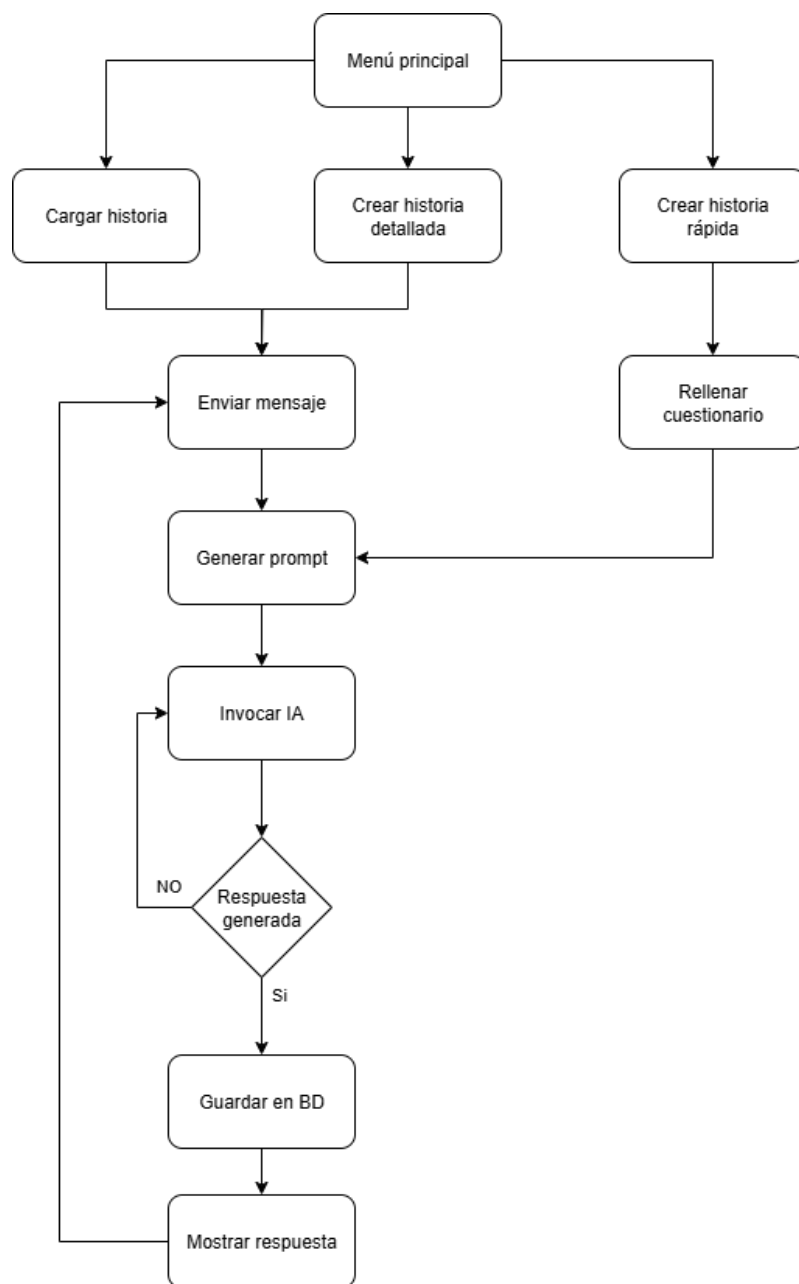 Menú principal
Cargar historia
Crear historia
detallada
Crear historia
rápida
Enviar mensaje
Rellenar
cuestionario
Generar prompt
Invocar IA
NO
Respuesta
generada
Si
Guardar en BD
Mostrar respuesta